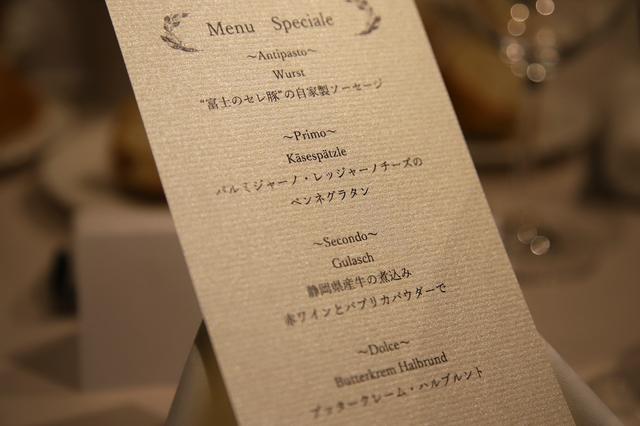 Menu Speciale
~Antipasto~
Wurst
"富士のセレ豚"の自家製ソーセージ
~Primo~
Käsespätzle
パルミジャーノ・レッジャーノチーズの
ペンネグラタン
~Secondo~
Gulasch
静岡県産牛の煮込み
赤ワインとパプリカパウダーで
~Dolce~
Butterkrem Halbrund
ブッタークレーム・ハルブルント